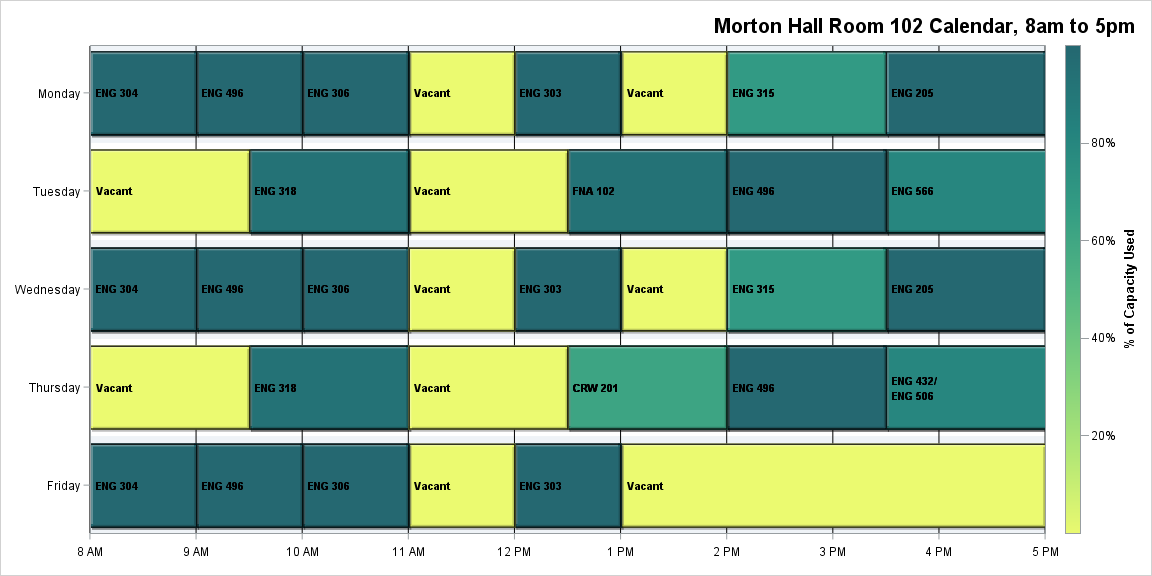 Morton Hall Room 102 Calendar, 8am to 5pm
Monday
ENG 304
ENG 496
ENG 306
Vacant
ENG 303
Vacant
ENG 315
ENG 205
Tuesday
Vacant
ENG 318
Vacant
FNA 102
ENG 496
ENG 566
Wednesday
ENG 304
ENG 496
ENG 306
Vacant
ENG 303
Vacant
ENG 315
ENG 205
Thursday
Vacant
ENG 318
Vacant
CRW 201
ENG 496
ENG 432/
ENG 506
Friday
ENG 304
ENG 496
ENG 306
Vacant
ENG 303
Vacant
8 AM
9 AM
10 AM
11 AM
12 PM
1 PM
2 PM
3 PM
4 PM
5 PM
80%
60%
40%
20%
% of Capacity Used